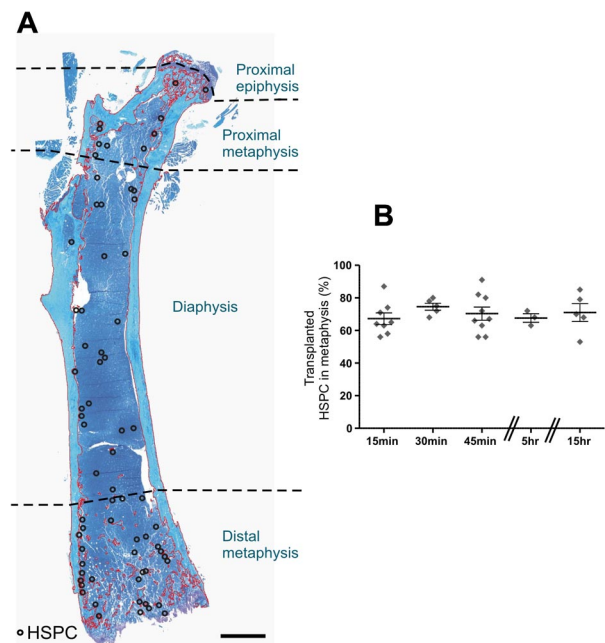 A
Proximal
epiphysis
Proximal
metaphysis
Diaphysis
Distal
metaphysis
HSPC
B
Transplanted
HSPC in metaphysis (%)
100
80
60
40
20
0
15min 30min 45min 5hr 15hr